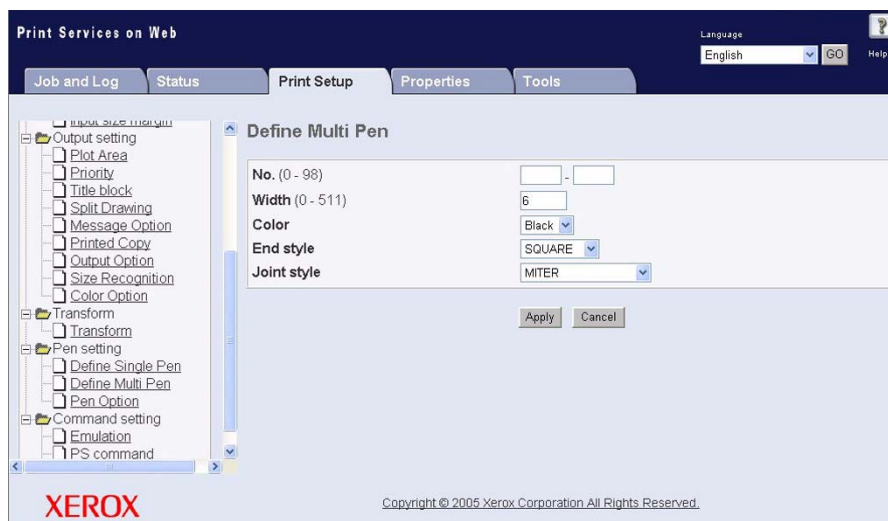 Print Services on Web
Language
English
GO
?
Help
Job and Log
Status
Print Setup
Properties
Tools
Input size margin
Output setting
Plot Area
Priority
Title block
Split Drawing
Message Option
Printed Copy
Output Option
Size Recognition
Color Option
Transform
Transform
Pen setting
Define Single Pen
Define Multi Pen
Pen Option
Command setting
Emulation
PS command
Define Multi Pen
No. (0 - 98) -
Width (0 - 511) 6
Color Black
End style SQUARE
Joint style MITER
Apply Cancel
XEROX
Copyright © 2005 Xerox Corporation All Rights Reserved.